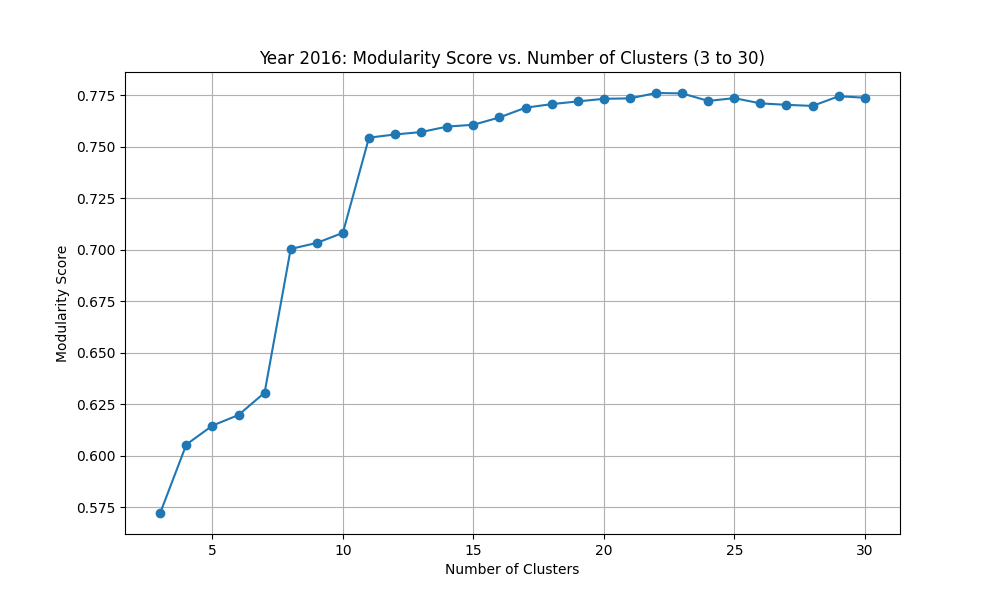 Year 2016: Modularity Score vs. Number of Clusters (3 to 30)
Modularity Score
0.775
0.750
0.725
0.700
0.675
0.650
0.625
0.600
0.575
5 10 15 20 25 30
Number of Clusters